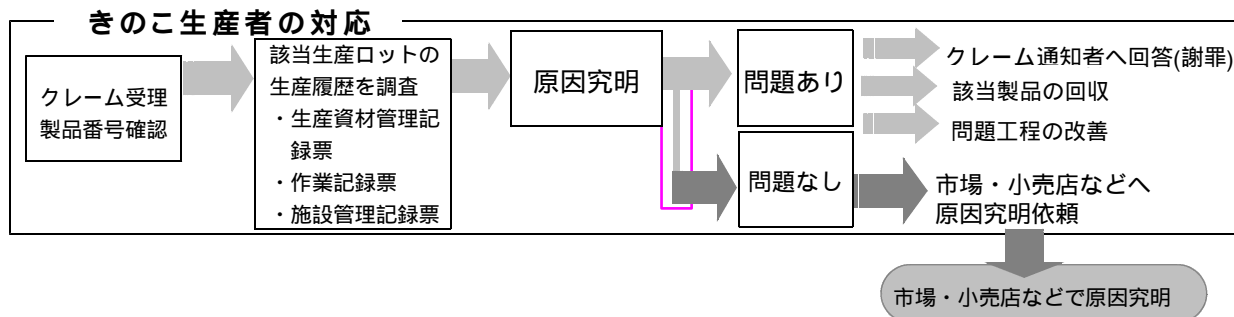 きのこ生産者の対応
クレーム受理
製品番号確認
該当生産ロットの
生産履歴を調査
・生産資材管理記
録票
・作業記録票
・施設管理記録票
原因究明
問題あり
クレーム通知者へ回答(謝罪)
該当製品の回収
問題工程の改善
問題なし
市場・小売店などへ
原因究明依頼
市場・小売店などで原因究明